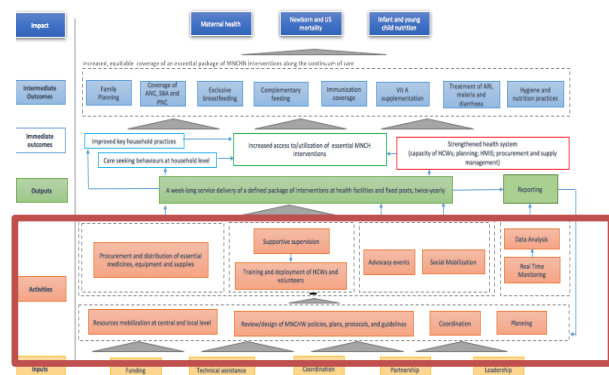 Impact
Maternal health
Newborn and U5
mortality
Infant and young
child nutrition
Increased, equitable coverage of an essential package of MNCHN interventions along the continuum of care
Intermediate
Outcomes
Family
Planning
Coverage of
ANC, SBA and
PNC
Exclusive
breastfeeding
Complementary
feeding
Immunization
coverage
Vit A
supplementation
Treatment of ARI,
malaria and
diarrhoea
Hygiene and
nutrition practices
Immediate
outcomes
Improved key household practices
Care seeking behaviours at household level
Increased access to/utilization of essential MNCH
interventions
Strengthened health system
(capacity of HCWs; planning; HMIS; procurement and supply
management)
Outputs
A week-long service delivery of a defined package of interventions at health facilities and fixed posts, twice-yearly
Reporting
Activities
Procurement and distribution of essential
medicines, equipment and supplies
Supportive supervision
Training and deployment of HCWs and
volunteers
Advocacy events
Social Mobilization
Data Analysis
Real Time
Monitoring
Resources mobilization at central and local level
Review/design of MNCHW policies, plans, protocols, and guidelines
Coordination
Planning
Inputs
Funding
Technical assistance
Coordination
Partnership
Leadership